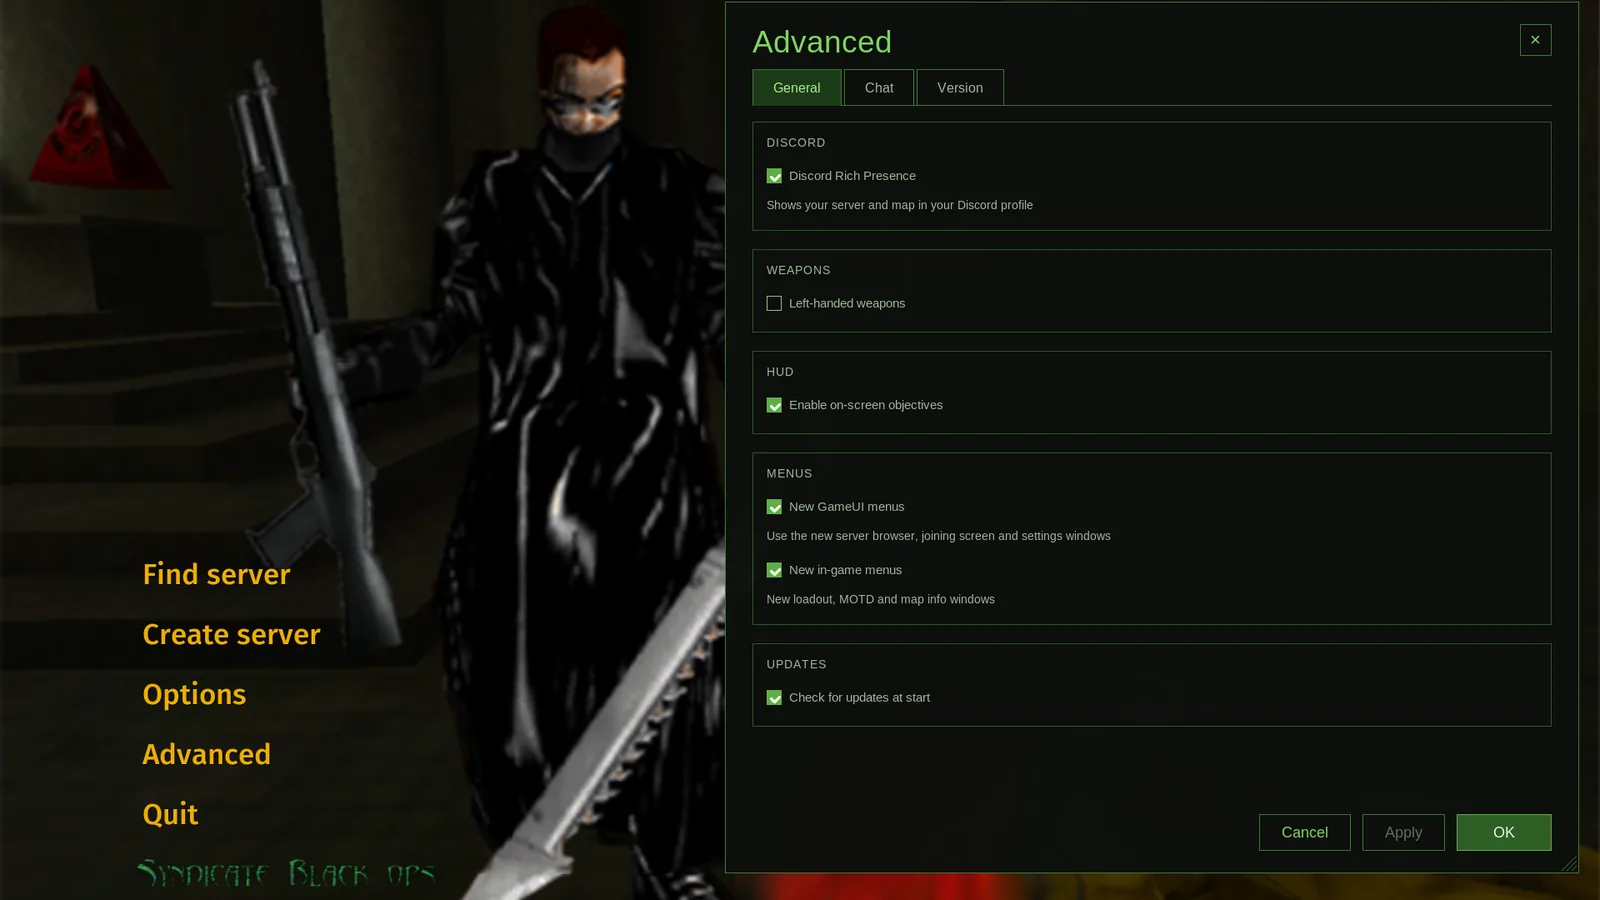 Advanced
×
General
Chat
Version
DISCORD
Discord Rich Presence
Shows your server and map in your Discord profile
WEAPONS
Left-handed weapons
HUD
Enable on-screen objectives
MENUS
New GameUI menus
Use the new server browser, joining screen and settings windows
New in-game menus
New loadout, MOTD and map info windows
UPDATES
Check for updates at start
Cancel
Apply
OK
Find server
Create server
Options
Advanced
Quit
Syndicate Black ops